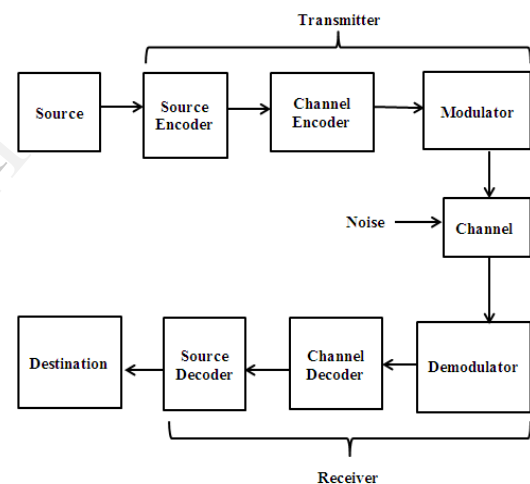 Transmitter
Source
Source
Encoder
Channel
Encoder
Modulator
Noise
Channel
Destination
Source
Decoder
Channel
Decoder
Demodulator
Receiver